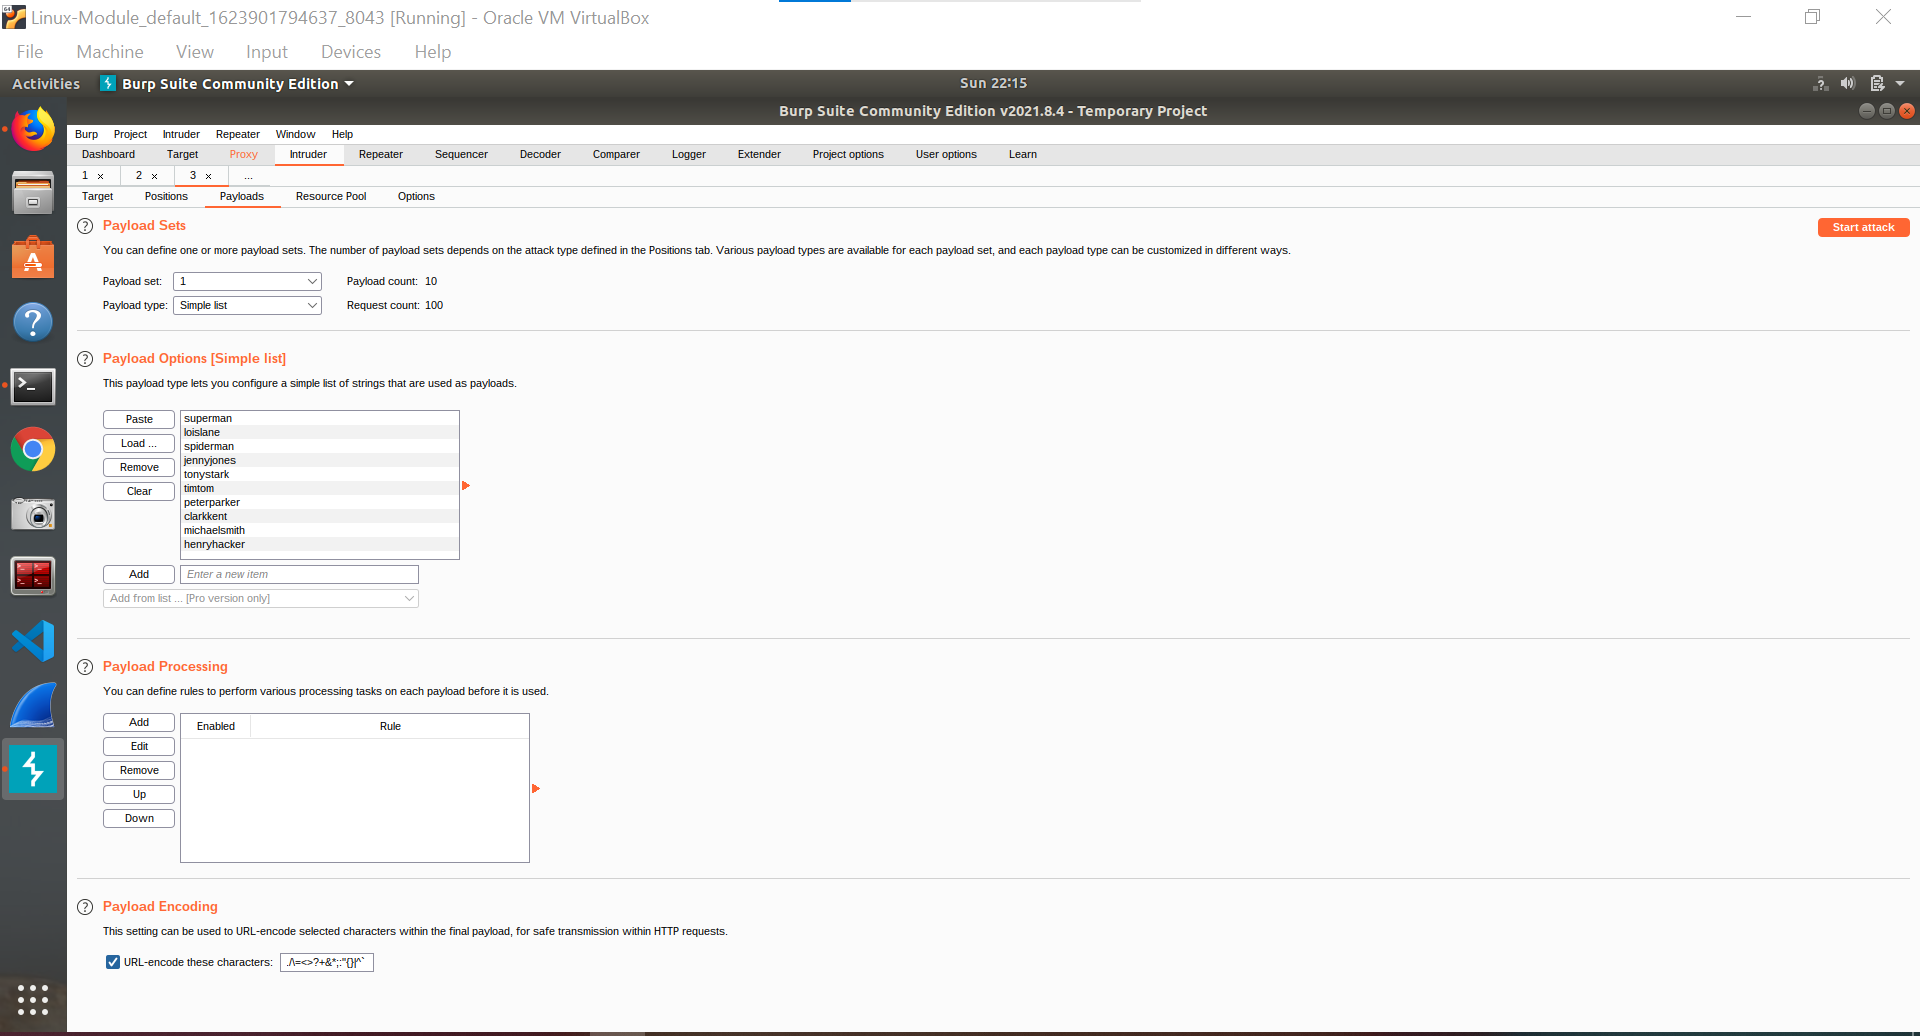 Linux-Module_default_1623901794637_8043 [Running] - Oracle VM VirtualBox
File Machine View Input Devices Help
Activities Burp Suite Community Edition Sun 22:15
Burp Suite Community Edition v2021.8.4 - Temporary Project
Burp Project Intruder Repeater Window Help
Dashboard Target Proxy Intruder Repeater Sequencer Decoder Comparer Logger Extender Project options User options Learn
1 × 2 × 3 × ...
Target Positions Payloads Resource Pool Options
? Payload Sets Start attack
You can define one or more payload sets. The number of payload sets depends on the attack type defined in the Positions tab. Various payload types are available for each payload set, and each payload type can be customized in different ways.
Payload set: 1 Payload count: 10
Payload type: Simple list Request count: 100
? Payload Options [Simple list]
This payload type lets you configure a simple list of strings that are used as payloads.
Paste superman
loislane
Load ... spiderman
jennyjones
Remove tonystark
Clear timtom
peterparker
clarkkent
michaelsmith
henryhacker
Add Enter a new item
Add from list ... [Pro version only]
? Payload Processing
You can define rules to perform various processing tasks on each payload before it is used.
Add Enabled Rule
Edit
Remove
Up
Down
? Payload Encoding
This setting can be used to URL-encode selected characters within the final payload, for safe transmission within HTTP requests.
URL-encode these characters: ./\=<>?+&*;:"{}|^`